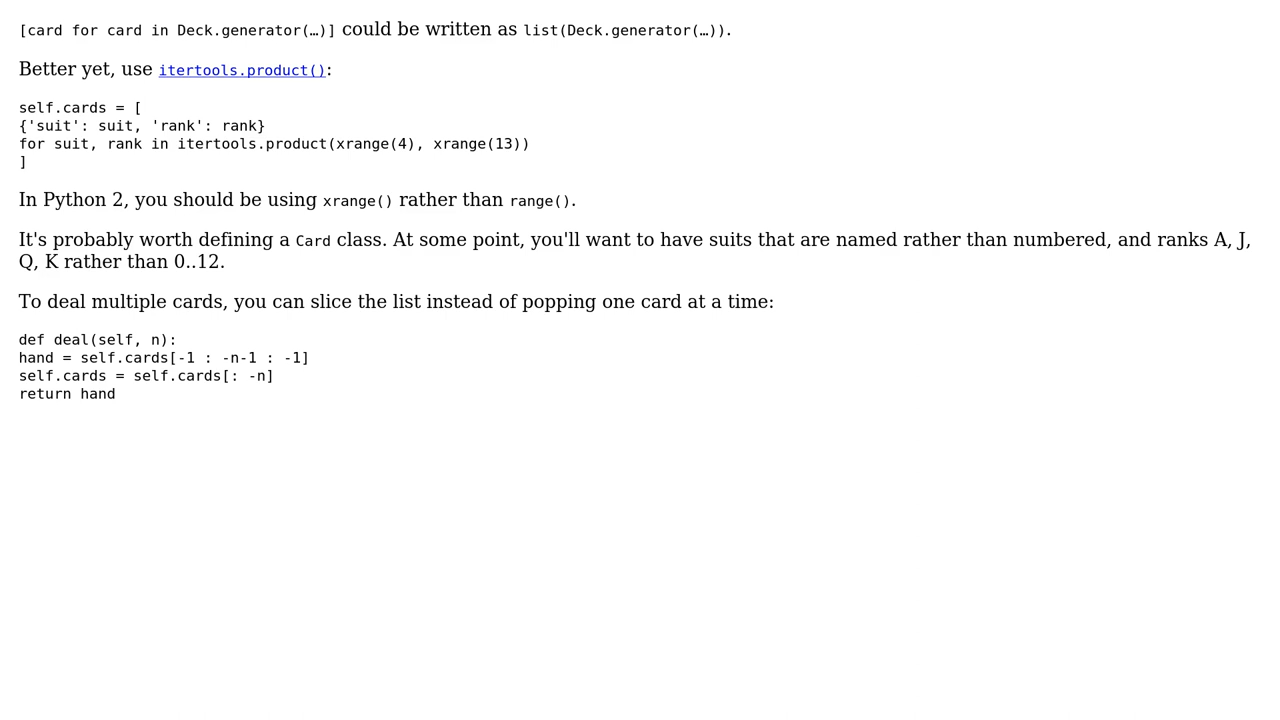 [card for card in Deck.generator(…)] could be written as list(Deck.generator(…)).
Better yet, use itertools.product():
self.cards = [
{'suit': suit, 'rank': rank}
for suit, rank in itertools.product(xrange(4), xrange(13))
]
In Python 2, you should be using xrange() rather than range().
It's probably worth defining a Card class. At some point, you'll want to have suits that are named rather than numbered, and ranks A, J,
Q, K rather than 0..12.
To deal multiple cards, you can slice the list instead of popping one card at a time:
def deal(self, n):
hand = self.cards[-1 : -n-1 : -1]
self.cards = self.cards[: -n]
return hand